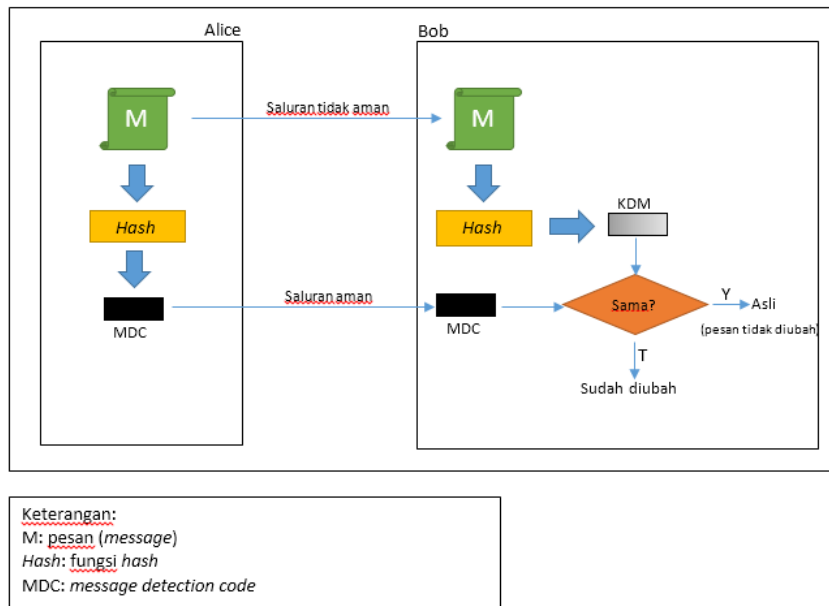 Alice
Bob
M
Saluran tidak aman
M
Hash
Hash
KDM
MDC
Saluran aman
MDC
Sama?
Y
Asli
(pesan tidak diubah)
T
Sudah diubah
Keterangan:
M: pesan (message)
Hash: fungsi hash
MDC: message detection code